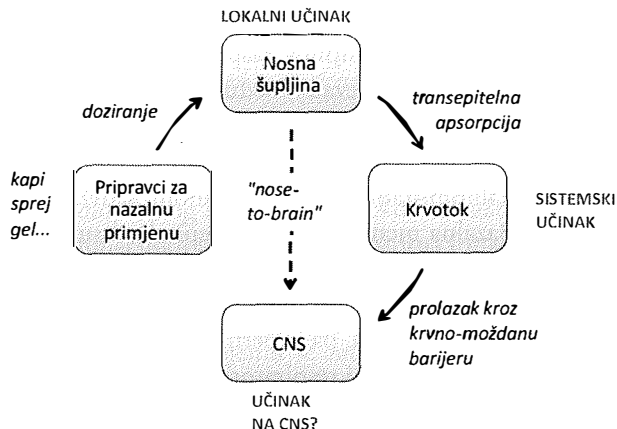 LOKALNI UČINAK
Nosna
šupljina
doziranje
transepitelna
apsorpcija
kapi
sprej
gel...
Pripravci za
nazalnu
primjenu
"nose-
to-brain"
Krvotok
SISTEMSKI
UČINAK
CNS
prolazak kroz
krvno-moždanu
barijeru
UČINAK
NA CNS?